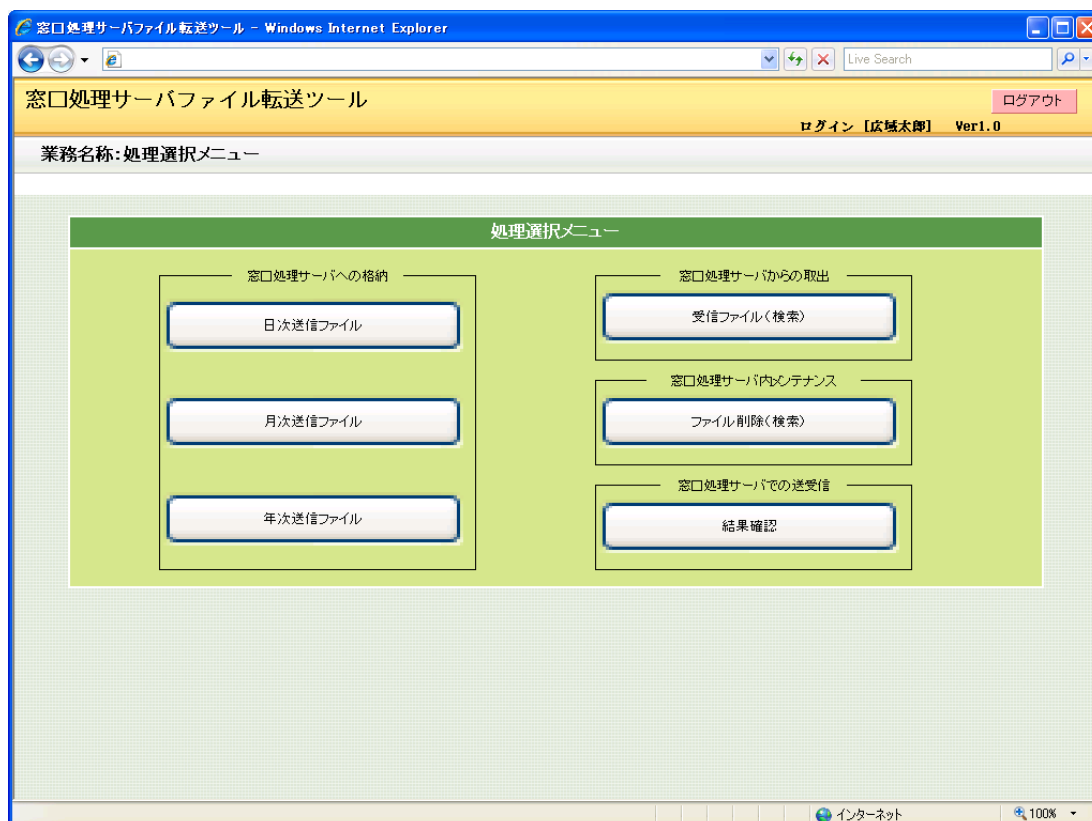 窓口処理サーバファイル転送ツール - Windows Internet Explorer
Live Search
窓口処理サーバファイル転送ツール
ログアウト
ログイン [広域太郎] Ver1.0
業務名称:処理選択メニュー
処理選択メニュー
窓口処理サーバへの格納
日次送信ファイル
月次送信ファイル
年次送信ファイル
窓口処理サーバからの取出
受信ファイル(検索)
窓口処理サーバ内メンテナンス
ファイル削除(検索)
窓口処理サーバでの送受信
結果確認
インターネット
100%